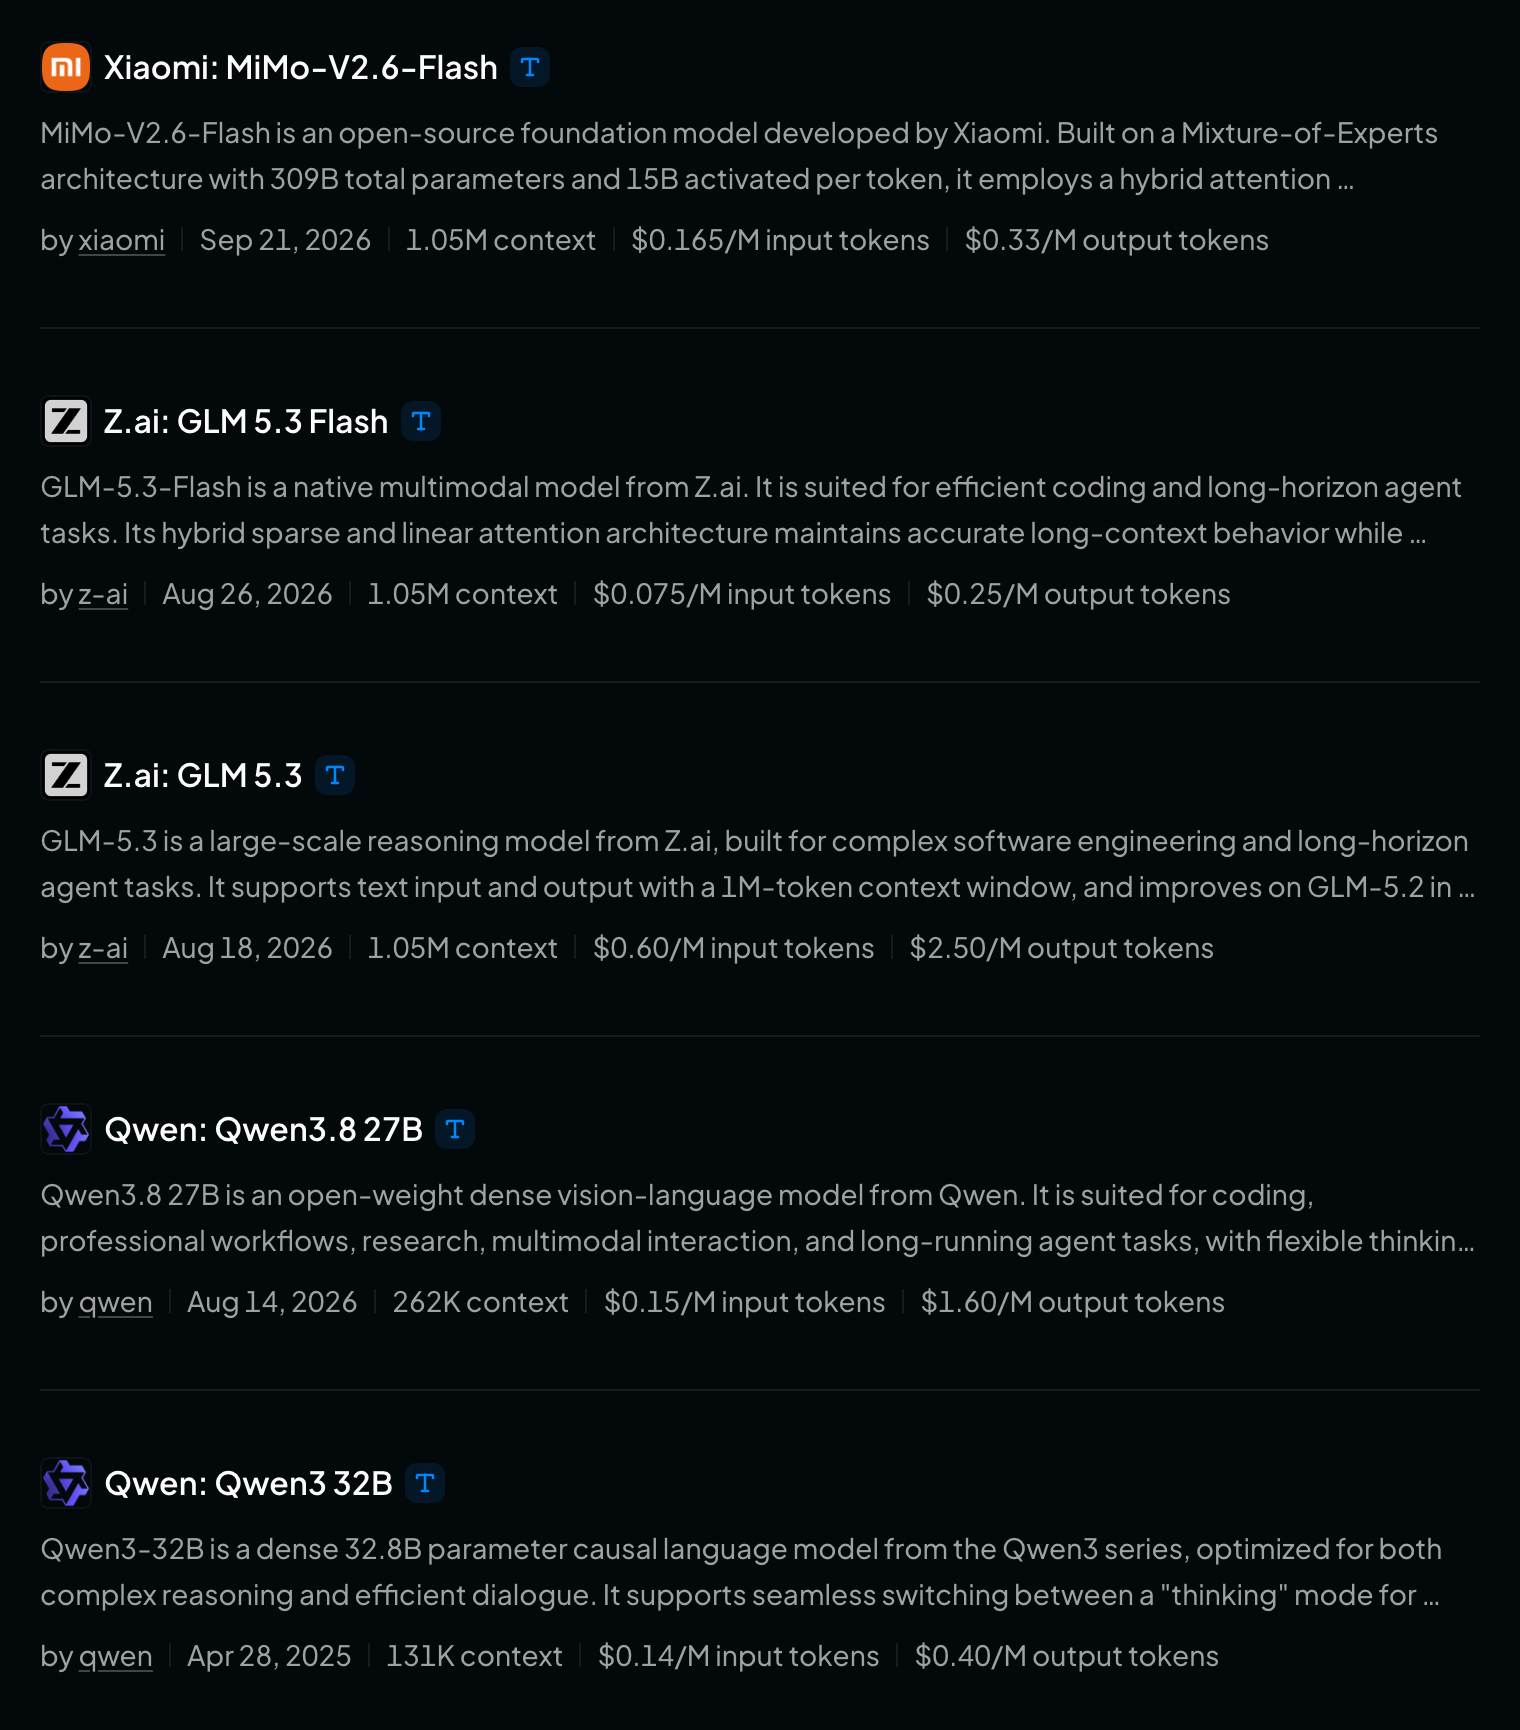 Xiaomi: MiMo-V2.6-Flash T
MiMo-V2.6-Flash is an open-source foundation model developed by Xiaomi. Built on a Mixture-of-Experts
architecture with 309B total parameters and 15B activated per token, it employs a hybrid attention ...
by xiaomi | Sep 21, 2026 | 1.05M context | $0.165/M input tokens | $0.33/M output tokens
Z.ai: GLM 5.3 Flash T
GLM-5.3-Flash is a native multimodal model from Z.ai. It is suited for efficient coding and long-horizon agent
tasks. Its hybrid sparse and linear attention architecture maintains accurate long-context behavior while ...
by z-ai | Aug 26, 2026 | 1.05M context | $0.075/M input tokens | $0.25/M output tokens
Z.ai: GLM 5.3 T
GLM-5.3 is a large-scale reasoning model from Z.ai, built for complex software engineering and long-horizon
agent tasks. It supports text input and output with a 1M-token context window, and improves on GLM-5.2 in ...
by z-ai | Aug 18, 2026 | 1.05M context | $0.60/M input tokens | $2.50/M output tokens
Qwen: Qwen3.8 27B T
Qwen3.8 27B is an open-weight dense vision-language model from Qwen. It is suited for coding,
professional workflows, research, multimodal interaction, and long-running agent tasks, with flexible thinkin...
by qwen | Aug 14, 2026 | 262K context | $0.15/M input tokens | $1.60/M output tokens
Qwen: Qwen3 32B T
Qwen3-32B is a dense 32.8B parameter causal language model from the Qwen3 series, optimized for both
complex reasoning and efficient dialogue. It supports seamless switching between a "thinking" mode for ...
by qwen | Apr 28, 2025 | 131K context | $0.14/M input tokens | $0.40/M output tokens